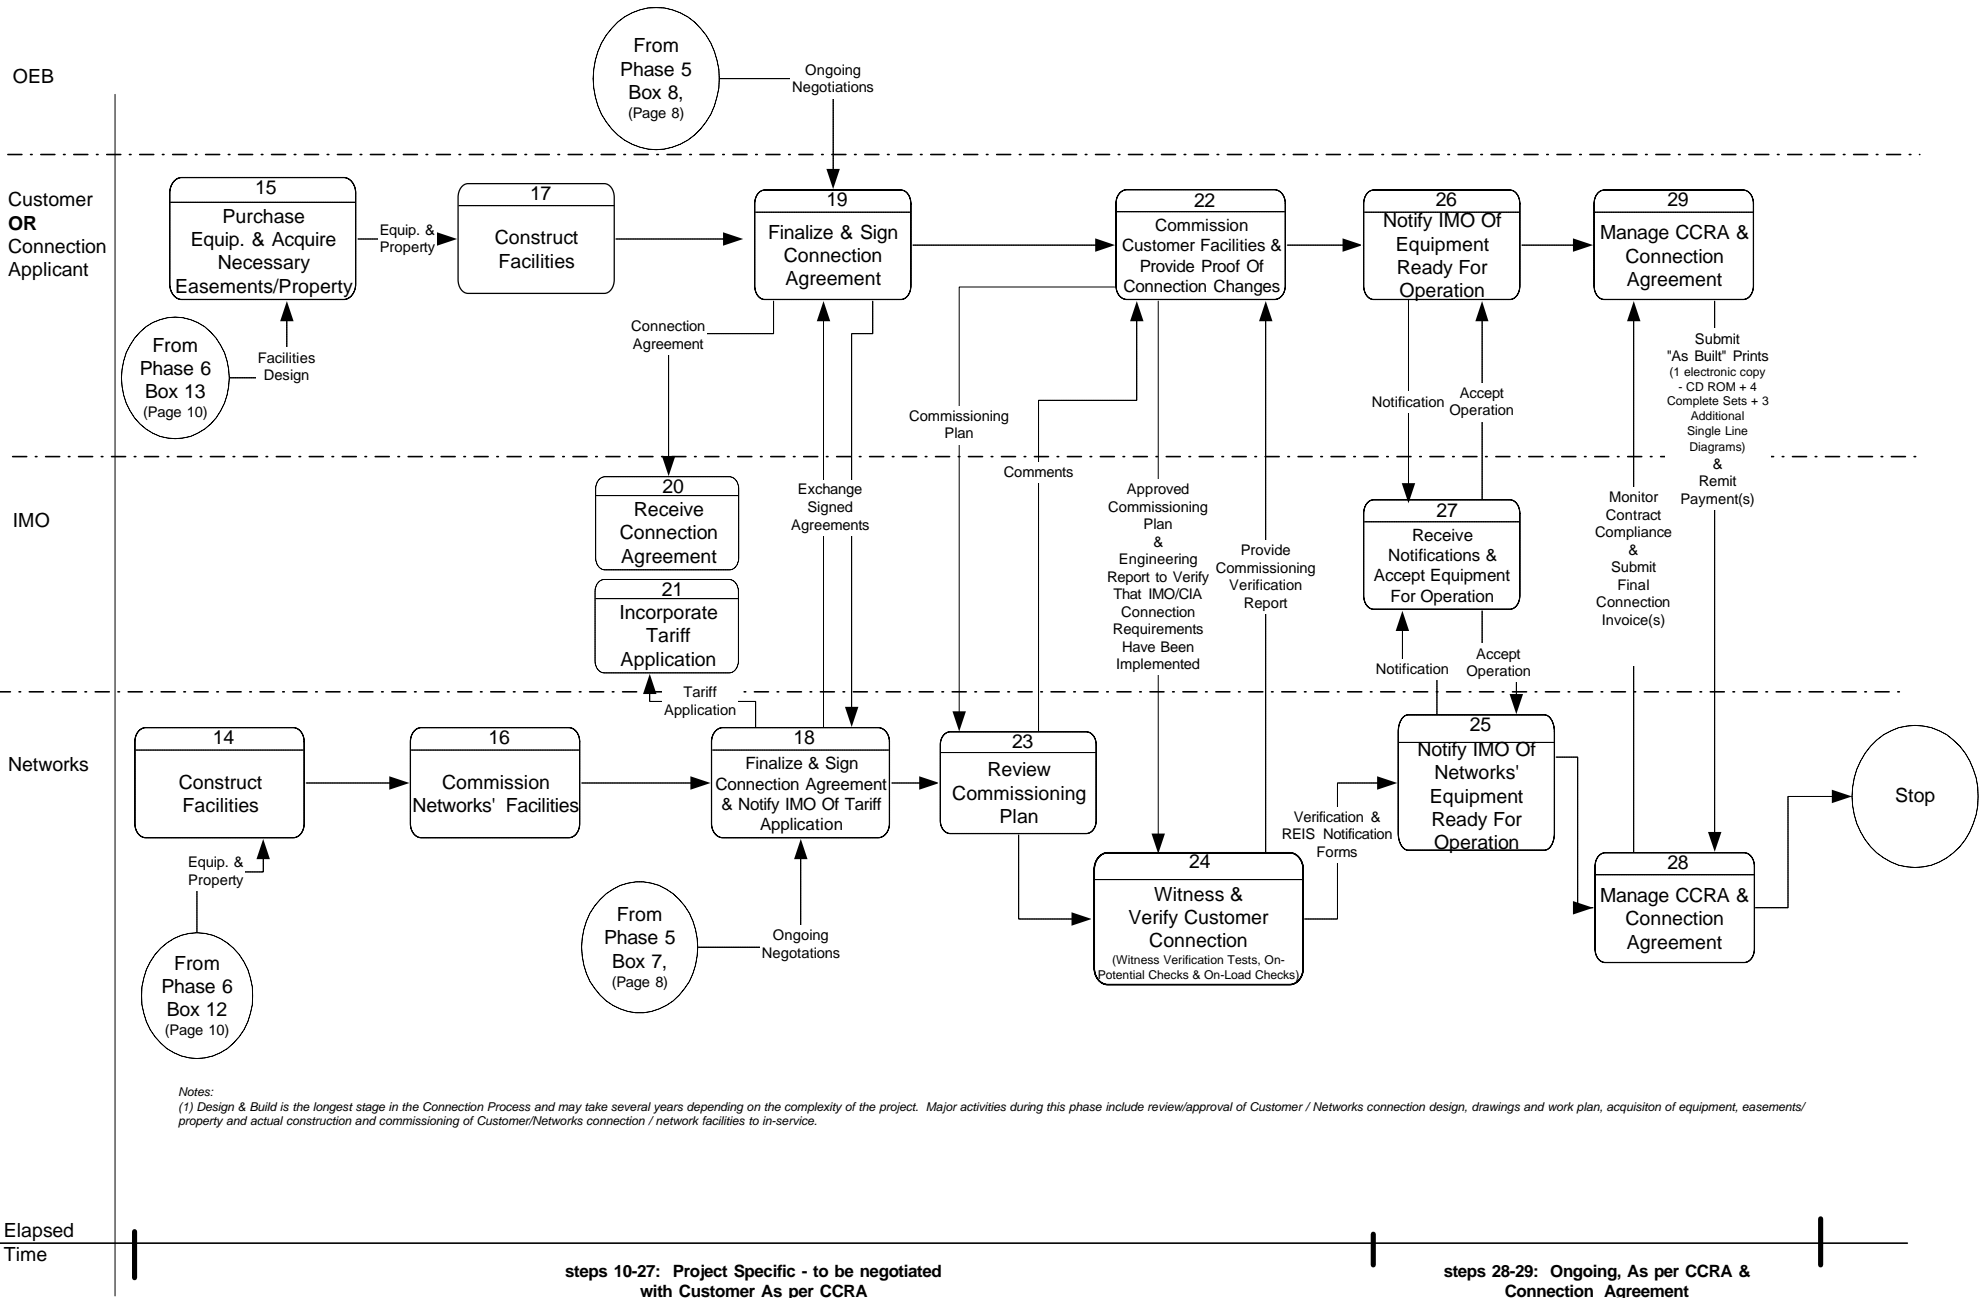 OEB
From
Phase 5
Box 8,
(Page 8)
Ongoing
Negotiations
Customer
OR
Connection
Applicant
15
Purchase
Equip. & Acquire
Necessary
Easements/Property
Equip. &
Property
17
Construct
Facilities
19
Finalize & Sign
Connection
Agreement
22
Commission
Customer Facilities &
Provide Proof Of
Connection Changes
26
Notify IMO Of
Equipment
Ready For
Operation
29
Manage CCRA &
Connection
Agreement
From
Phase 6
Box 13
(Page 10)
Facilities
Design
Connection
Agreement
Commissioning
Plan
Comments
Notification
Accept
Operation
Submit
"As Built" Prints
(1 electronic copy
- CD ROM + 4
Complete Sets + 3
Additional
Single Line
Diagrams)
&
Remit
Payment(s)
IMO
20
Receive
Connection
Agreement
21
Incorporate
Tariff
Application
Exchange
Signed
Agreements
Approved
Commissioning
Plan
&
Engineering
Report to Verify
That IMO/CIA
Connection
Requirements
Have Been
Implemented
Provide
Commissioning
Verification
Report
27
Receive
Notifications &
Accept Equipment
For Operation
Monitor
Contract
Compliance
&
Submit
Final
Connection
Invoice(s)
Notification
Accept
Operation
Tariff
Application
Networks
14
Construct
Facilities
16
Commission
Networks' Facilities
18
Finalize & Sign
Connection Agreement
& Notify IMO Of Tariff
Application
23
Review
Commissioning
Plan
24
Witness &
Verify Customer
Connection
(Witness Verification Tests, On-
Potential Checks & On-Load Checks)
Verification &
REIS Notification
Forms
25
Notify IMO Of
Networks'
Equipment
Ready For
Operation
28
Manage CCRA &
Connection
Agreement
Stop
Equip. &
Property
From
Phase 6
Box 12
(Page 10)
From
Phase 5
Box 7,
(Page 8)
Ongoing
Negotations
Notes:
(1) Design & Build is the longest stage in the Connection Process and may take several years depending on the complexity of the project. Major activities during this phase include review/approval of Customer / Networks connection design, drawings and work plan, acquisiton of equipment, easements/
property and actual construction and commissioning of Customer/Networks connection / network facilities to in-service.
Elapsed
Time
steps 10-27: Project Specific - to be negotiated
with Customer As per CCRA
steps 28-29: Ongoing, As per CCRA &
Connection Agreement